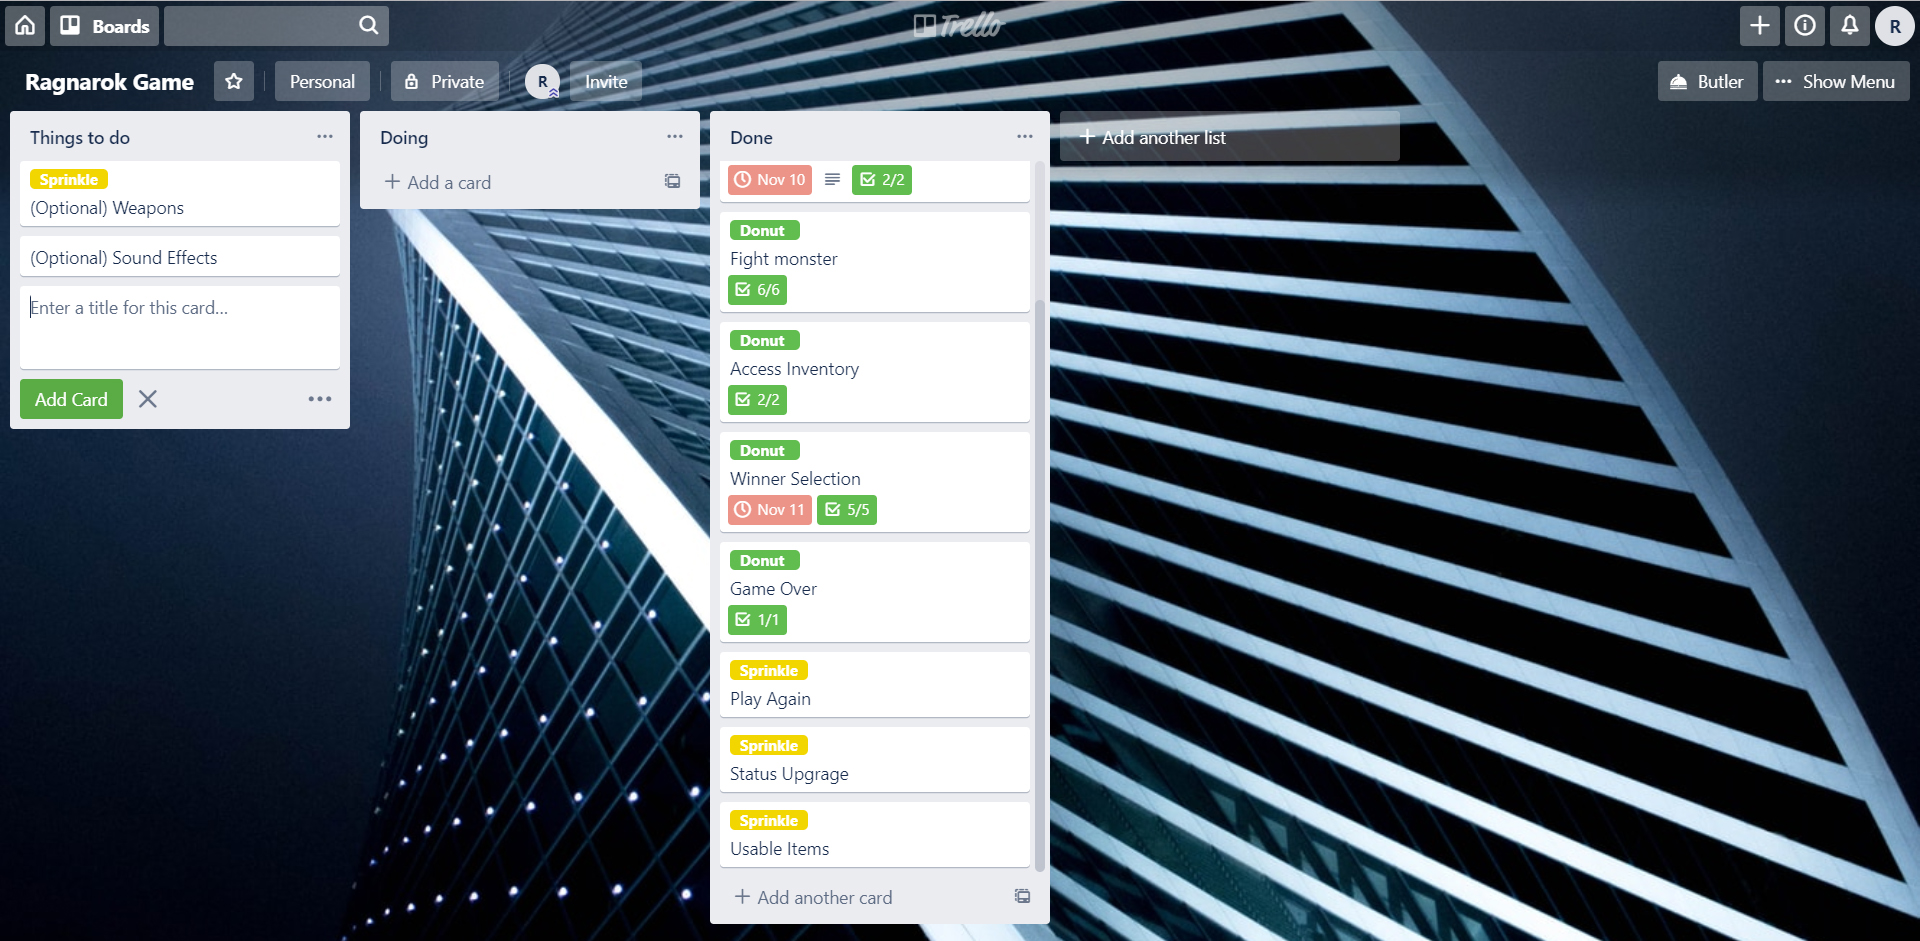 Boards
Trello
R
Ragnarok Game
Personal
Private
R
Invite
Butler
Show Menu
Things to do
Sprinkle
(Optional) Weapons
(Optional) Sound Effects
Enter a title for this card...
Add Card
Doing
Add a card
Done
Nov 10 2/2
Donut
Fight monster
6/6
Donut
Access Inventory
2/2
Donut
Winner Selection
Nov 11 5/5
Donut
Game Over
1/1
Sprinkle
Play Again
Sprinkle
Status Upgrage
Sprinkle
Usable Items
Add another card
Add another list